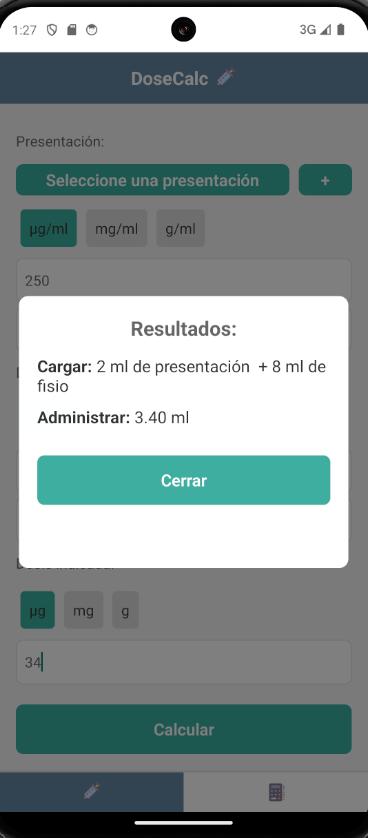 1:27
3G
DoseCalc
Presentación:
Seleccione una presentación
+
µg/ml
mg/ml
g/ml
250
Resultados:
Cargar: 2 ml de presentación + 8 ml de
fisio
Administrar: 3.40 ml
Cerrar
µg
mg
g
34
Calcular